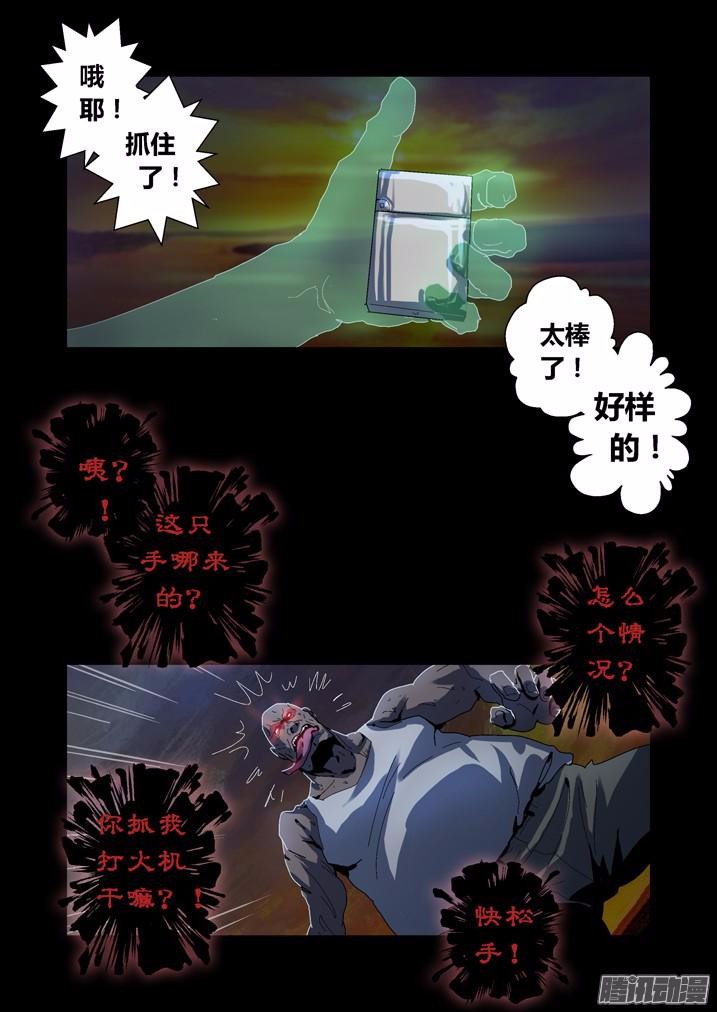 哦
耶！
抓住
了！
太棒
了！
好样
的！
咦？
！
这只
手哪来
的？
怎么
个情
况？
你抓我
打火机
干嘛？！
快松
手！
腾讯动漫